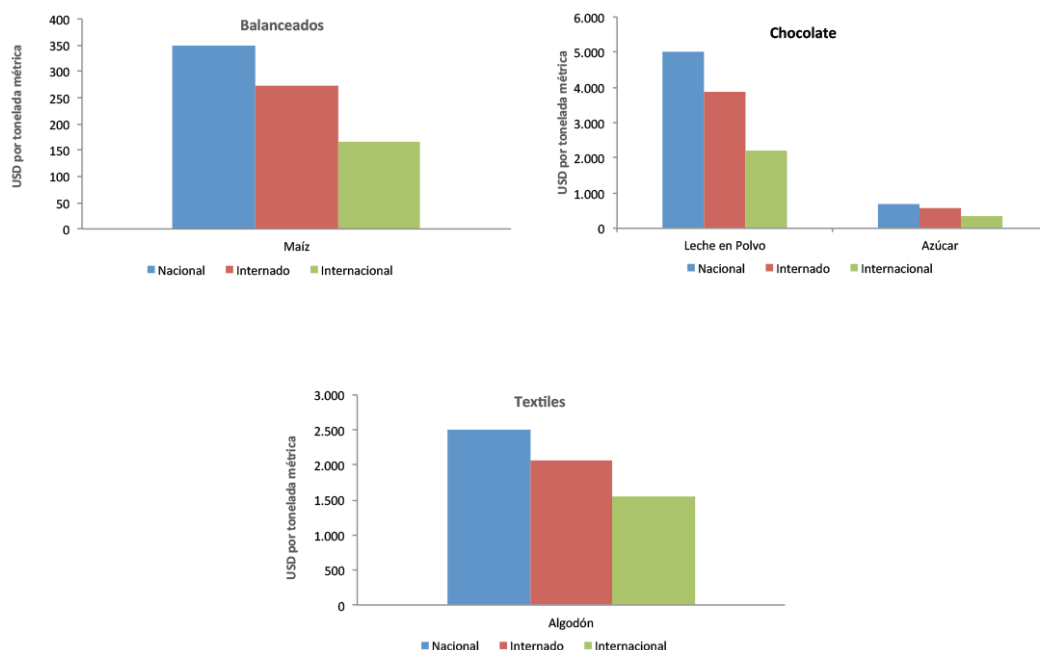 Balanceados
USD por tonelada métrica
400
350
300
250
200
150
100
50
0
Maíz
Nacional Internado Internacional
Chocolate
USD por tonelada métrica
6.000
5.000
4.000
3.000
2.000
1.000
0
Leche en Polvo Azúcar
Nacional Internado Internacional
Textiles
USD por tonelada métrica
3.000
2.500
2.000
1.500
1.000
500
0
Algodón
Nacional Internado Internacional